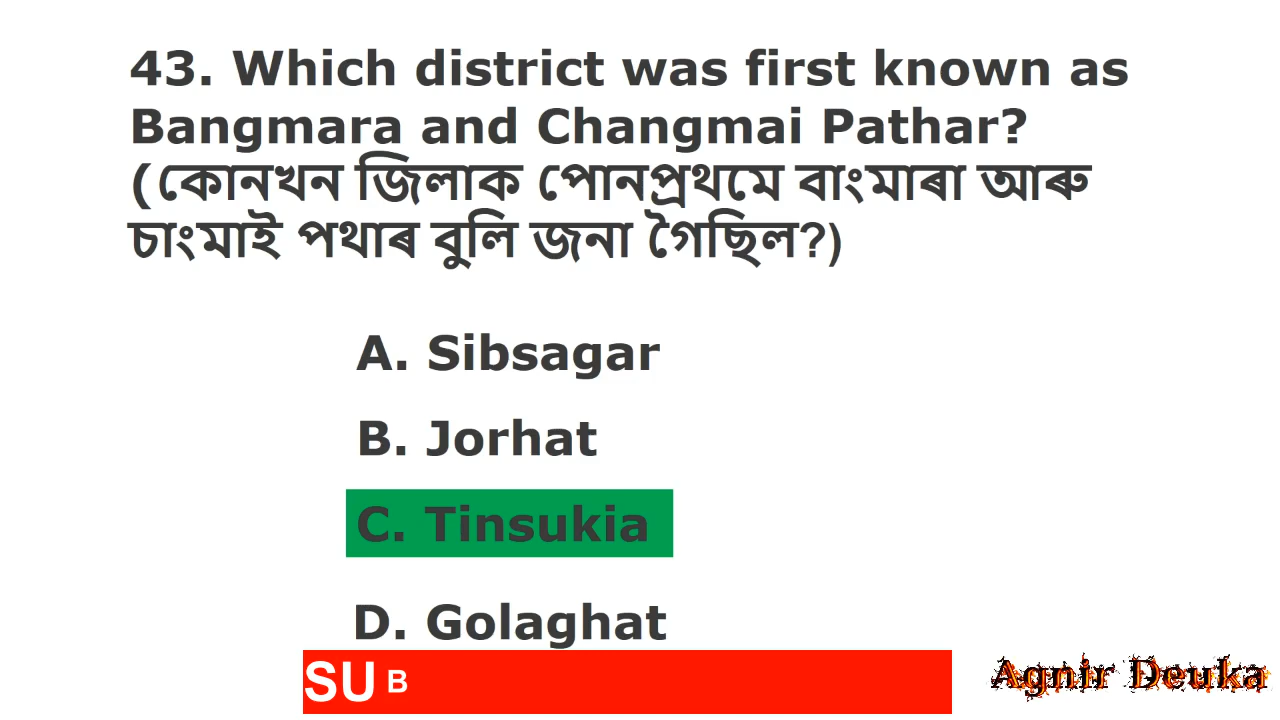 43. Which district was first known as
Bangmara and Changmai Pathar?
(কোনখন জিলাক পোনপ্ৰথমে বাংমাৰা আৰু
চাংমাই পথাৰ বুলি জনা গৈছিল?)
A. Sibsagar
B. Jorhat
C. Tinsukia
D. Golaghat
SU B
Agnir Deuka